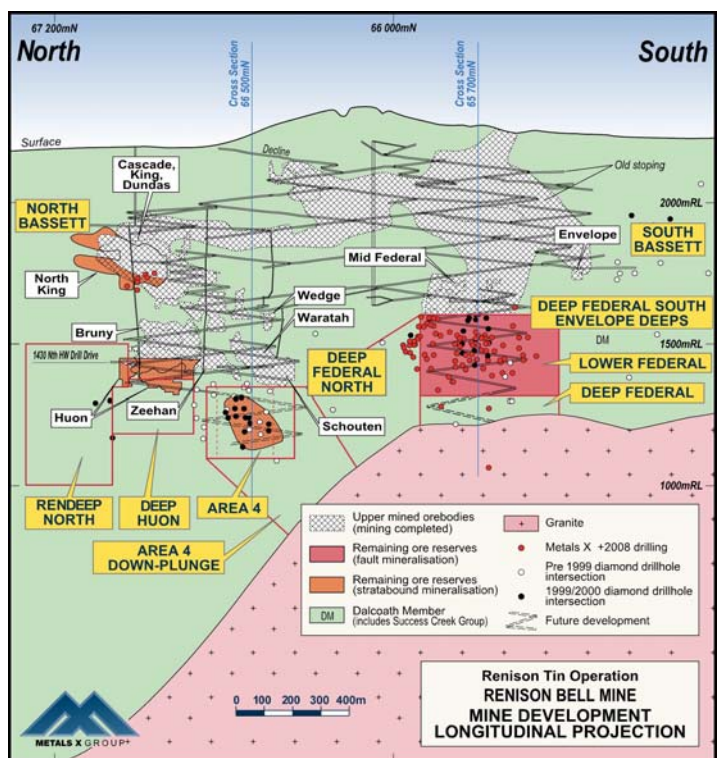 67 200mN
66 000mN
North
South
Cross Section
66 500mN
Cross Section
65 700mN
Surface
Decline
Old stoping
Cascade,
King,
Dundas
2000mRL
NORTH
BASSETT
SOUTH
BASSETT
Envelope
Mid Federal
North
King
Wedge
Waratah
DEEP FEDERAL SOUTH
ENVELOPE DEEPS
Bruny
DM
1500mRL
1430 Nth HW Drill Drive
DEEP
FEDERAL
NORTH
LOWER FEDERAL
DEEP FEDERAL
Huon
Zeehan
Schouten
RENDEEP
NORTH
DEEP
HUON
AREA 4
1000mRL
AREA 4
DOWN-PLUNGE
Upper mined orebodies
(mining completed)
Remaining ore reserves
(fault mineralisation)
Remaining ore reserves
(stratabound mineralisation)
DM
Dalcoath Member
(includes Success Creek Group)
Granite
Metals X +2008 drilling
Pre 1999 diamond drillhole
intersection
1999/2000 diamond drillhole
intersection
Future development
0 100 200 300 400m
Renison Tin Operation
RENISON BELL MINE
MINE DEVELOPMENT
LONGITUDINAL PROJECTION
METALS X GROUP